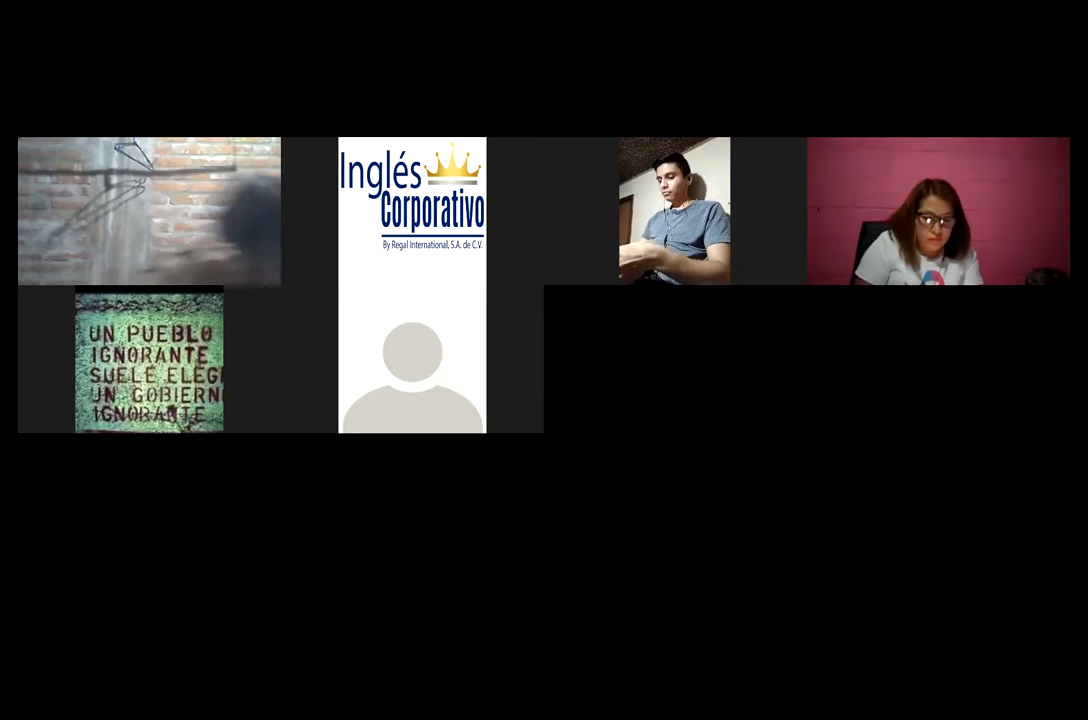 Inglés
Corporativo
By Regal International, S.A. de C.V.
UN PUEBLO
IGNORANTE
SUELE ELEGI
UN GOBIERN
IGNORANTE